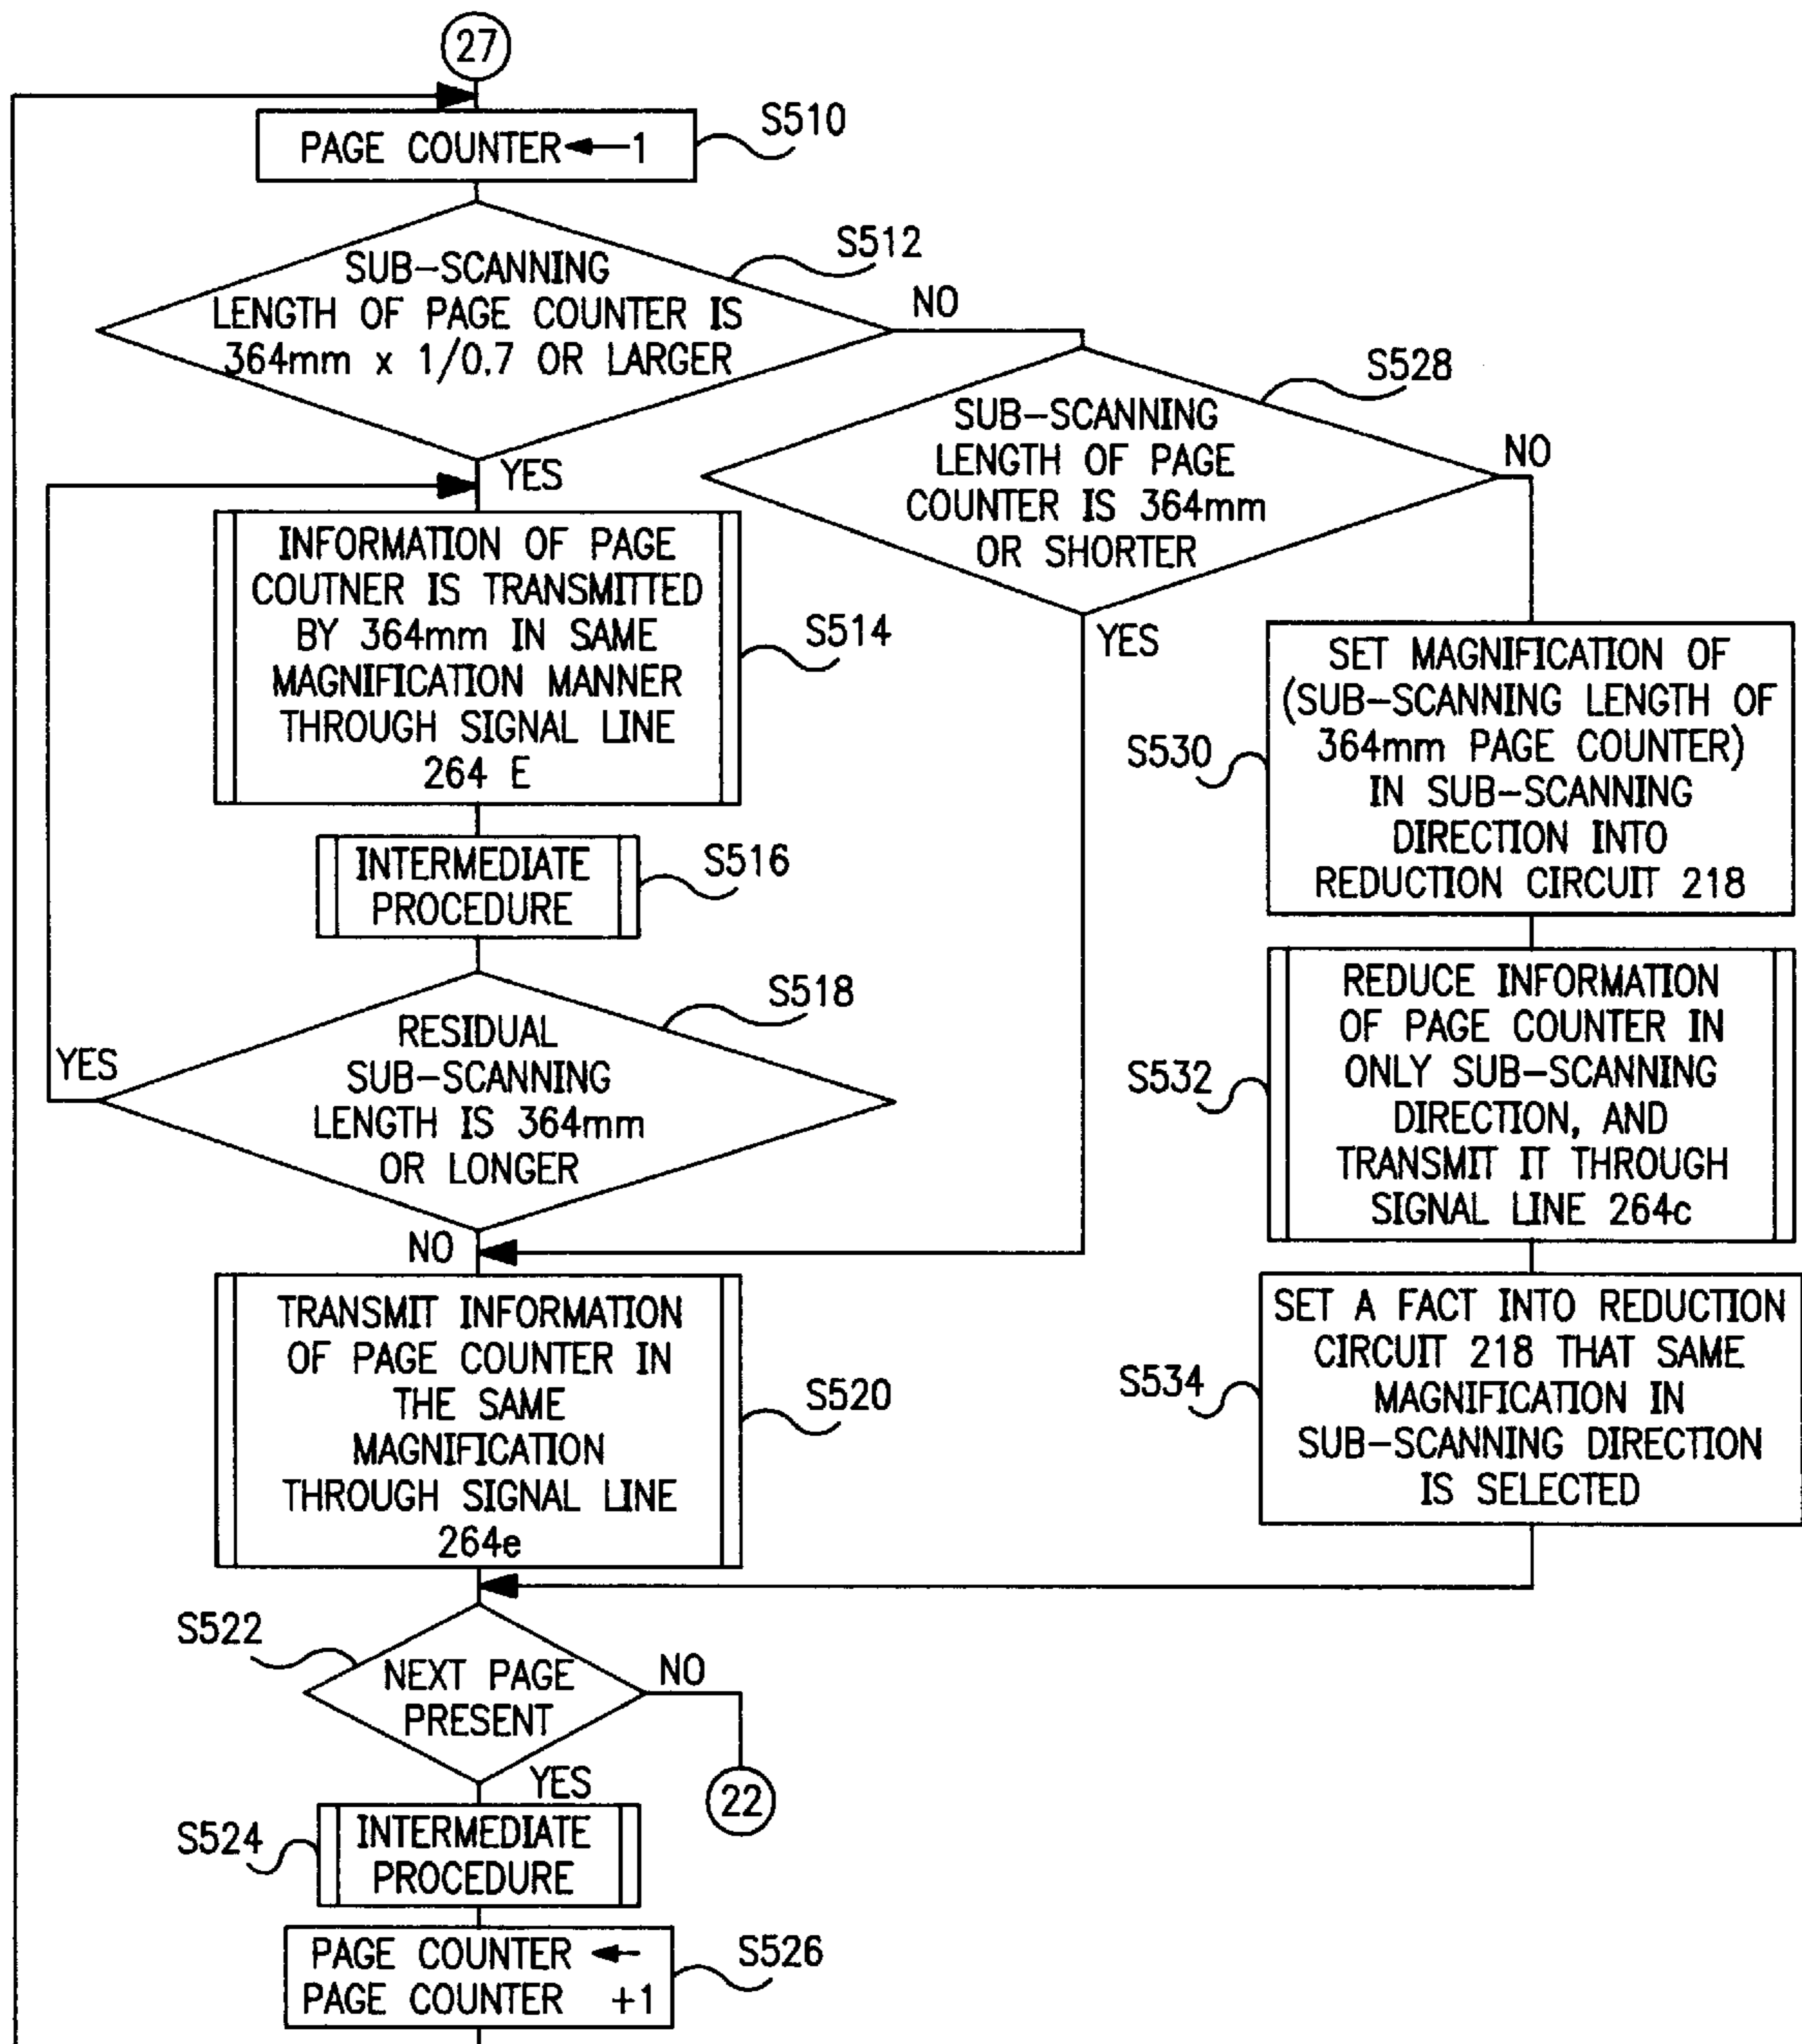 27
PAGE COUNTER ← 1
S510
SUB-SCANNING
LENGTH OF PAGE COUNTER IS
364mm x 1/0.7 OR LARGER
S512
NO
YES
INFORMATION OF PAGE
COUTNER IS TRANSMITTED
BY 364mm IN SAME
MAGNIFICATION MANNER
THROUGH SIGNAL LINE
264 E
S514
INTERMEDIATE
PROCEDURE
S516
RESIDUAL
SUB-SCANNING
LENGTH IS 364mm
OR LONGER
S518
YES
NO
TRANSMIT INFORMATION
OF PAGE COUNTER IN
THE SAME
MAGNIFICATION
THROUGH SIGNAL LINE
264e
S520
S522
NEXT PAGE
PRESENT
NO
22
YES
S524
INTERMEDIATE
PROCEDURE
PAGE COUNTER ←
PAGE COUNTER +1
S526
SUB-SCANNING
LENGTH OF PAGE
COUNTER IS 364mm
OR SHORTER
S528
NO
YES
SET MAGNIFICATION OF
(SUB-SCANNING LENGTH OF
364mm PAGE COUNTER)
IN SUB-SCANNING
DIRECTION INTO
REDUCTION CIRCUIT 218
S530
REDUCE INFORMATION
OF PAGE COUNTER IN
ONLY SUB-SCANNING
DIRECTION, AND
TRANSMIT IT THROUGH
SIGNAL LINE 264c
S532
SET A FACT INTO REDUCTION
CIRCUIT 218 THAT SAME
MAGNIFICATION IN
SUB-SCANNING DIRECTION
IS SELECTED
S534